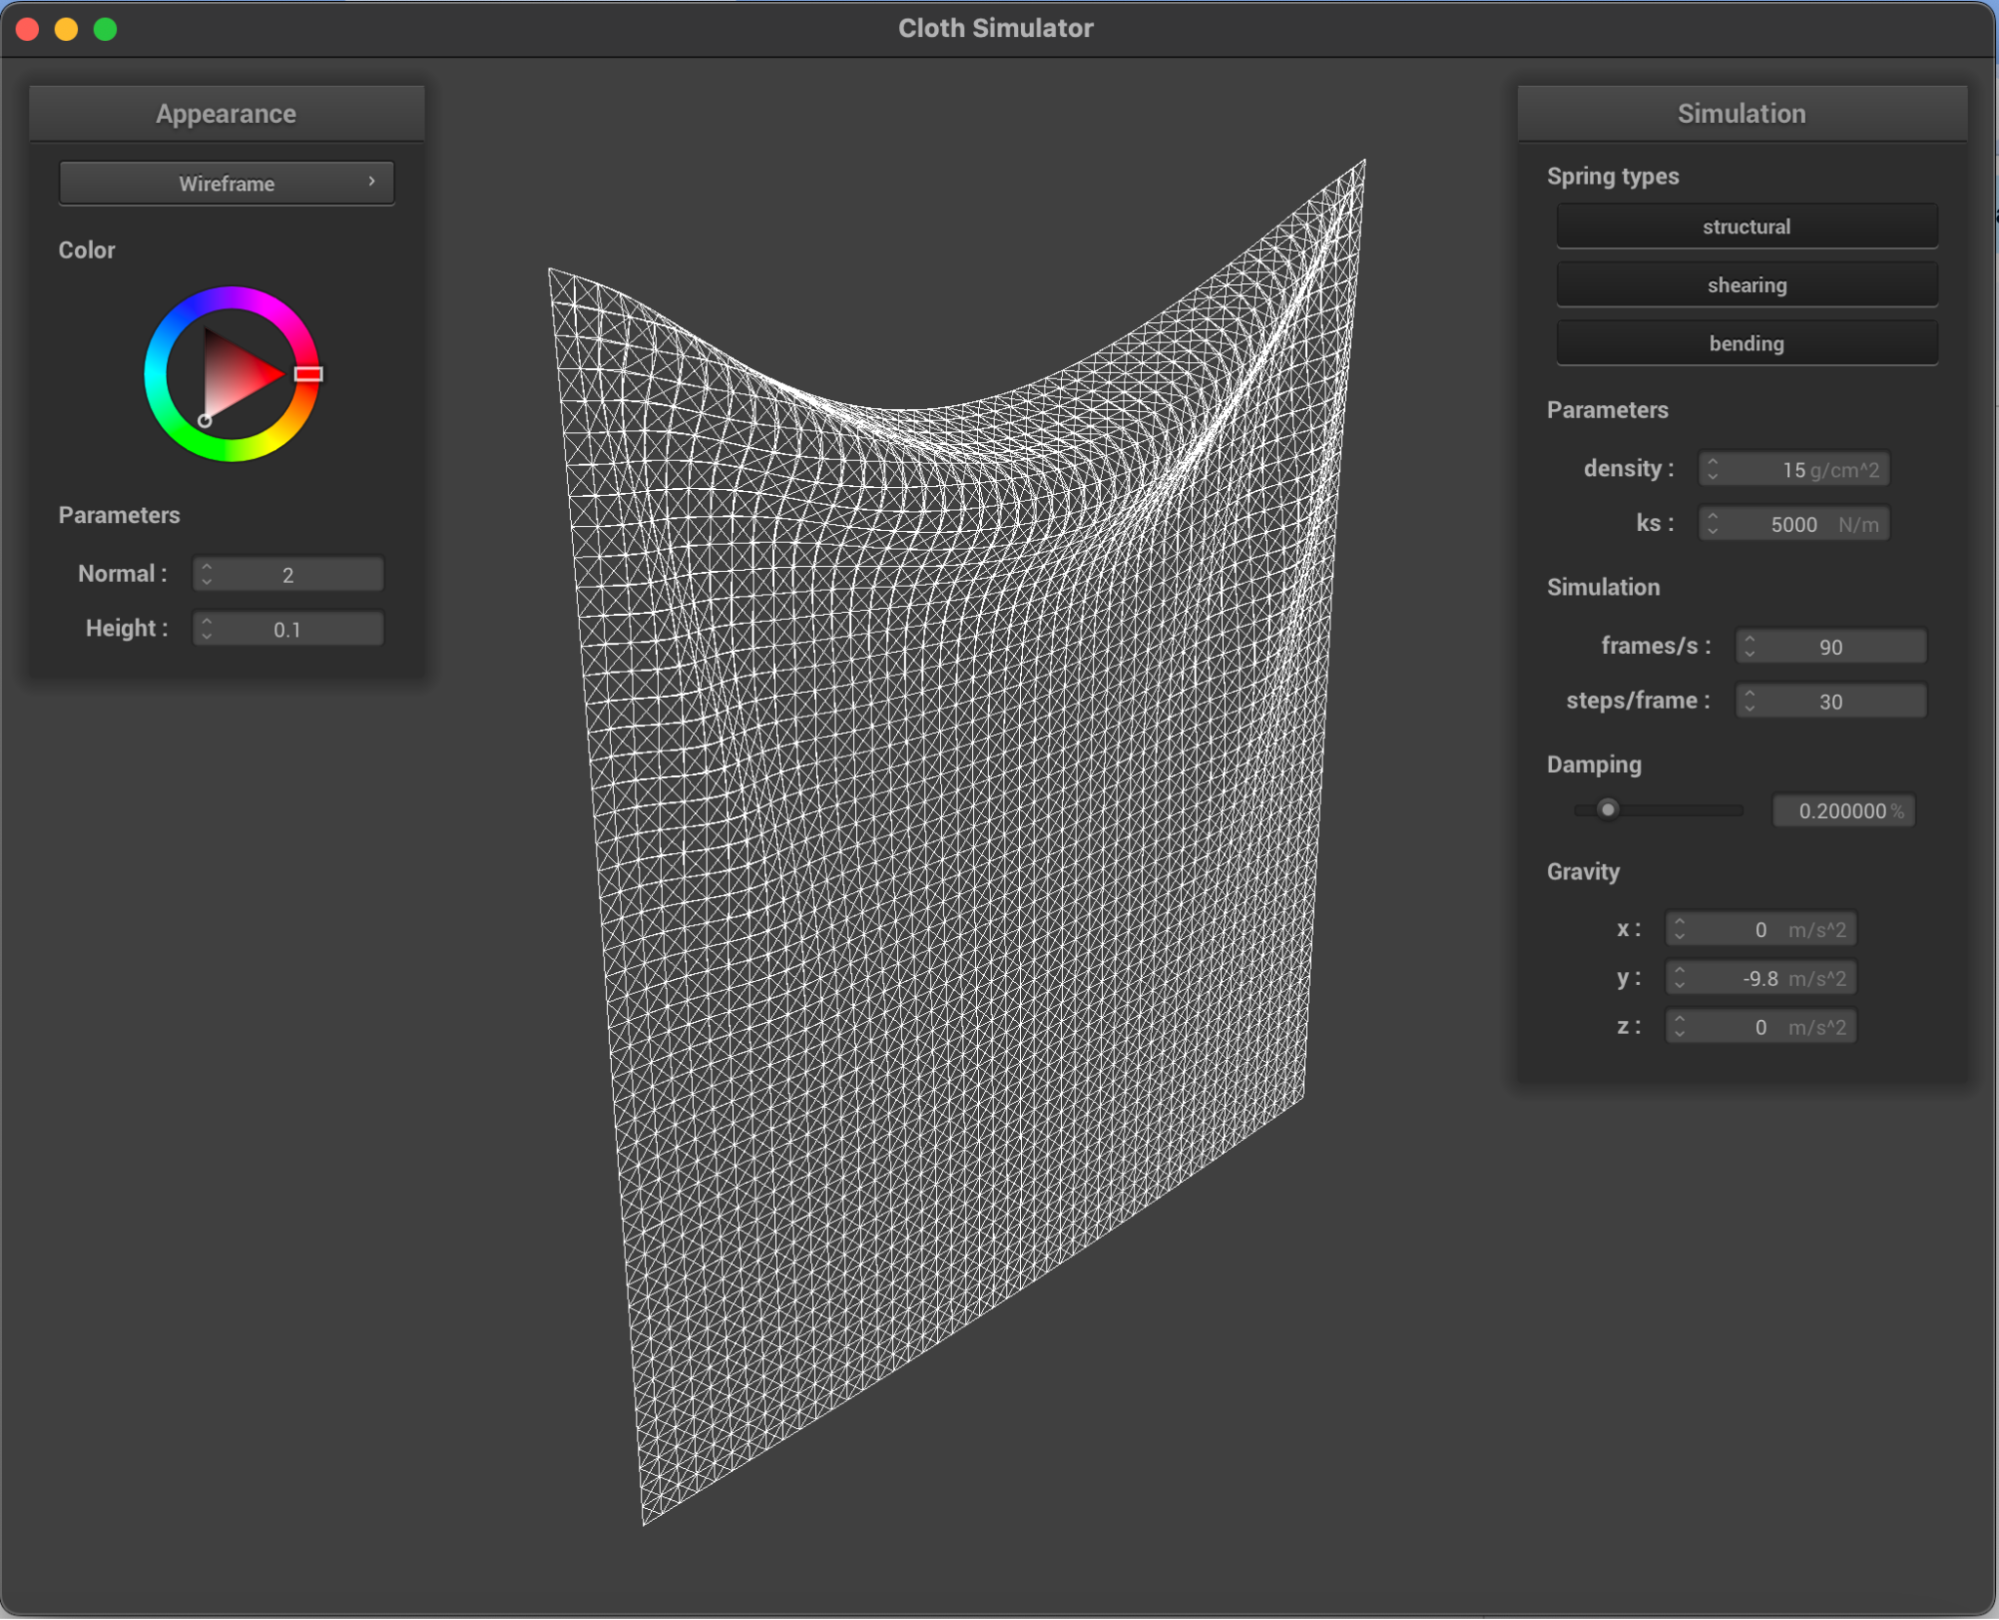 Cloth Simulator
Appearance
Wireframe
Color
Parameters
Normal : 2
Height : 0.1
Simulation
Spring types
structural
shearing
bending
Parameters
density : 15 g/cm^2
ks : 5000 N/m
Simulation
frames/s : 90
steps/frame : 30
Damping
0.200000 %
Gravity
x : 0 m/s^2
y : -9.8 m/s^2
z : 0 m/s^2